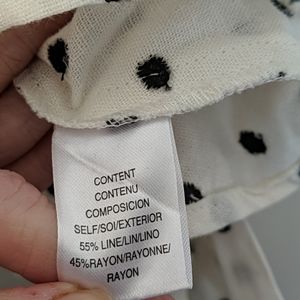 CONTENT
CONTENU
COMPOSICION
SELF/SOI/EXTERIOR
55% LINE/LIN/LINO
45%RAYON/RAYONNE/
RAYON